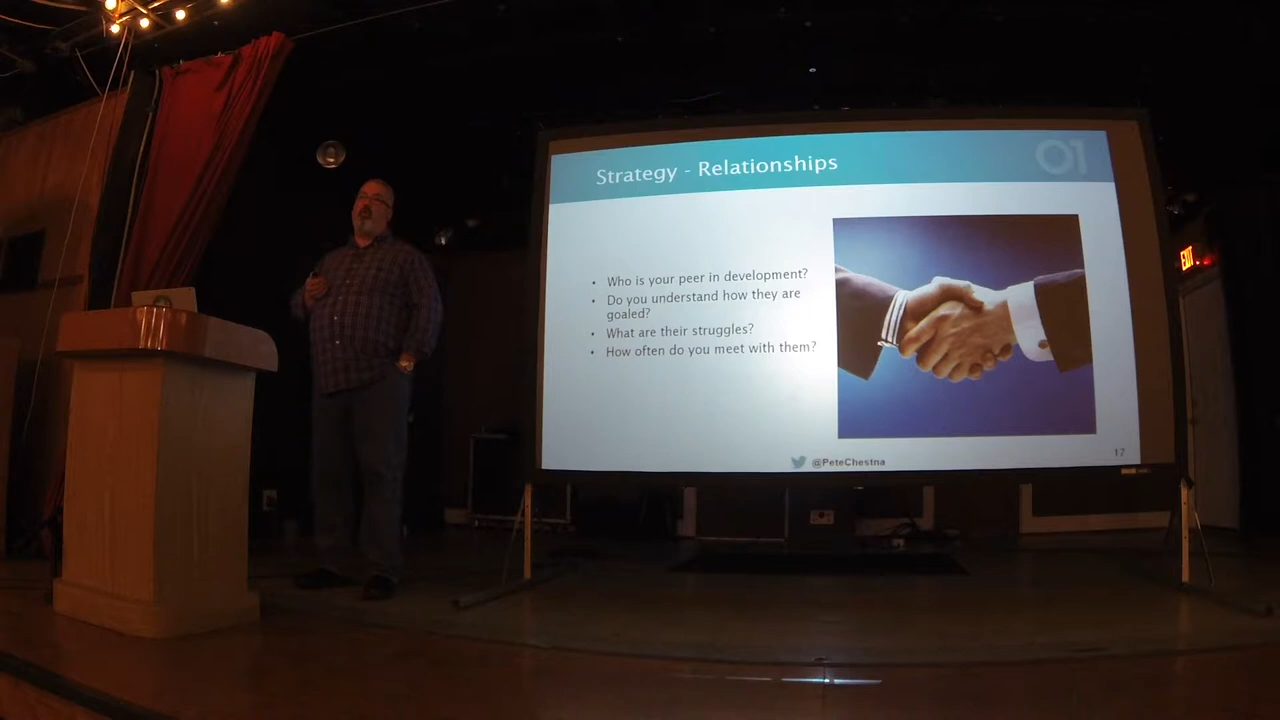 Strategy - Relationships
01
• Who is your peer in development?
• Do you understand how they are
goaled?
• What are their struggles?
• How often do you meet with them?
@PeteChestna
17
EXIT